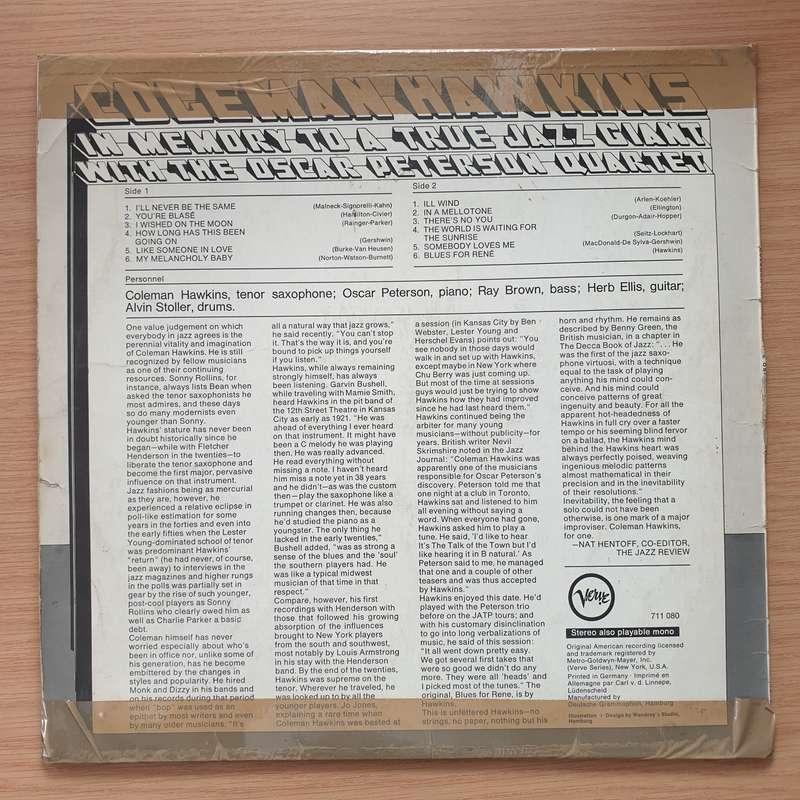 COLEMAN HAWKINS
IN MEMORY TO A TRUE JAZZ GIANT
WITH THE OSCAR PETERSON QUARTET
Side 1
1. I'LL NEVER BE THE SAME (Malneck-Signorelli-Kahn)
2. YOU'RE BLASÉ (Hamilton-Civier)
3. I WISHED ON THE MOON (Rainger-Parker)
4. HOW LONG HAS THIS BEEN
GOING ON (Gershwin)
5. LIKE SOMEONE IN LOVE (Burke-Van Heusen)
6. MY MELANCHOLY BABY (Norton-Watson-Burnett)
Side 2
1. ILL WIND (Arlen-Koehler)
2. IN A MELLOTONE (Ellington)
3. THERE'S NO YOU (Durgon-Adair-Hopper)
4. THE WORLD IS WAITING FOR
THE SUNRISE (Seitz-Lockhart)
5. SOMEBODY LOVES ME (MacDonald-De Sylva-Gershwin)
6. BLUES FOR RENÉ (Hawkins)
Personnel
Coleman Hawkins, tenor saxophone; Oscar Peterson, piano; Ray Brown, bass; Herb Ellis, guitar;
Alvin Stoller, drums.
One value judgement on which
everybody in jazz agrees is the
perennial vitality and imagination
of Coleman Hawkins. He is still
recognized by fellow musicians
as one of their continuing
resources. Sonny Rollins, for
instance, always lists Bean when
asked the tenor saxophonists he
most admires, and these days
so do many modernists even
younger than Sonny.
Hawkins' stature has never been
in doubt historically since he
began—while with Fletcher
Henderson in the twenties—to
liberate the tenor saxophone and
become the first major, pervasive
influence on that instrument.
Jazz fashions being as mercurial
as they are, however, he
experienced a relative eclipse in
poll-like estimation for some
years in the forties and even into
the early fifties when the Lester
Young-dominated school of tenor
was predominant Hawkins'
"return" (he had never, of course,
been away) to interviews in the
jazz magazines and higher rungs
in the polls was partially set in
gear by the rise of such younger,
post-cool players as Sonny
Rollins who clearly owed him as
well as Charlie Parker a basic
debt.
Coleman himself has never
worried especially about who's
been in office nor, unlike some of
his generation, has he become
embittered by the changes in
styles and popularity. He hired
Monk and Dizzy in his bands and
on his records during that period
when "bop" was used as an
epithet by most writers and even
by many older musicians. "It's
all a natural way that jazz grows,"
he said recently. "You can't stop
it. That's the way it is, and you're
bound to pick up things yourself
if you listen."
Hawkins, while always remaining
strongly himself, has always
been listening. Garvin Bushell,
while traveling with Mamie Smith,
heard Hawkins in the pit band of
the 12th Street Theatre in Kansas
City as early as 1921. "He was
ahead of everything I ever heard
on that instrument. It might have
been a C melody he was playing
then. He was really advanced.
He read everything without
missing a note. I haven't heard
him miss a note yet in 38 years
and he didn't—as was the custom
then—play the saxophone like a
trumpet or clarinet. He was also
running changes then, because
he'd studied the piano as a
youngster. The only thing he
lacked in the early twenties,"
Bushell added, "was as strong a
sense of the blues and the 'soul'
the southern players had. He
was like a typical midwest
musician of that time in that
respect."
Compare, however, his first
recordings with Henderson with
those that followed his growing
absorption of the influences
brought to New York players
from the south and southwest,
most notably by Louis Armstrong
in his stay with the Henderson
band. By the end of the twenties,
Hawkins was supreme on the
tenor. Wherever he traveled, he
was looked up to by all the
younger players. Jo Jones,
explaining a rare time when
Coleman Hawkins was bested at
a session (in Kansas City by Ben
Webster, Lester Young and
Herschel Evans) points out: "You
see nobody in those days would
walk in and set up with Hawkins,
except maybe in New York where
Chu Berry was just coming up.
But most of the time at sessions
guys would just be trying to show
Hawkins how they had improved
since he had last heard them."
Hawkins continued being the
arbiter for many young
musicians—without publicity—for
years. British writer Nevil
Skrimshire noted in the Jazz
Journal: "Coleman Hawkins was
apparently one of the musicians
responsible for Oscar Peterson's
discovery. Peterson told me that
one night at a club in Toronto,
Hawkins sat and listened to him
all evening without saying a
word. When everyone had gone,
Hawkins asked him to play a
tune. He said, 'I'd like to hear
It's The Talk of the Town but I'd
like hearing it in B natural.' As
Peterson said to me, he managed
that one and a couple of other
teasers and was thus accepted
by Hawkins."
Hawkins enjoyed this date. He'd
played with the Peterson trio
before on the JATP tours; and
with his customary disinclination
to go into long verbalizations of
music, he said of this session:
"It all went down pretty easy.
We got several first takes that
were so good we didn't do any
more. They were all 'heads' and
I picked most of the tunes." The
original, Blues for Rene, is by
Hawkins.
This is unfettered Hawkins—no
strings, no paper, nothing but his
horn and rhythm. He remains as
described by Benny Green, the
British musician, in a chapter in
The Decca Book of Jazz: "... He
was the first of the jazz saxo-
phone virtuosi, with a technique
equal to the task of playing
anything his mind could con-
ceive. And his mind could
conceive patterns of great
ingenuity and beauty. For all the
apparent hot-headedness of
Hawkins in full cry over a faster
tempo or his seeming blind fervor
on a ballad, the Hawkins mind
behind the Hawkins heart was
always perfectly poised, weaving
ingenious melodic patterns
almost mathematical in their
precision and in the inevitability
of their resolutions."
Inevitability, the feeling that a
solo could not have been
otherwise, is one mark of a major
improviser. Coleman Hawkins,
for one.
—NAT HENTOFF, CO-EDITOR,
THE JAZZ REVIEW
Verve
711 080
Stereo also playable mono
Original American recording licensed
and trademark registered by
Metro-Goldwyn-Mayer, Inc.
(Verve Series), New York, U.S.A.
Printed in Germany · Imprimé en
Allemagne par Carl v. d. Linnepe,
Lüdenscheid
Manufactured by
Deutsche Grammophon, Hamburg
Illustration + Design by Wandrey's Studio,
Hamburg